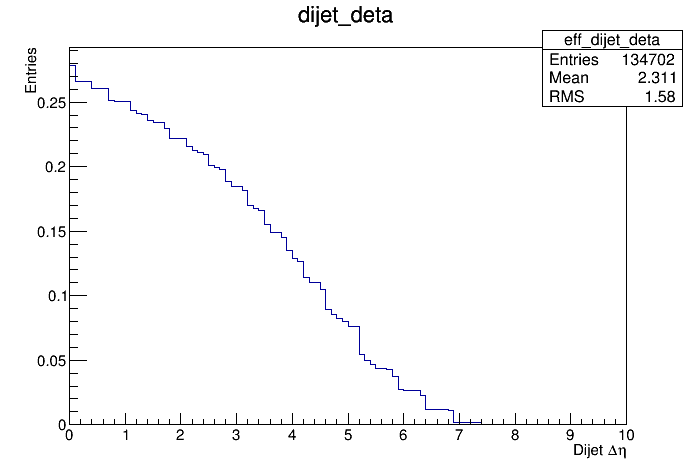 dijet_deta
eff_dijet_deta
Entries 134702
Mean 2.311
RMS 1.58
Entries
0.25
0.2
0.15
0.1
0.05
0
0 1 2 3 4 5 6 7 8 9 10
Dijet Δη